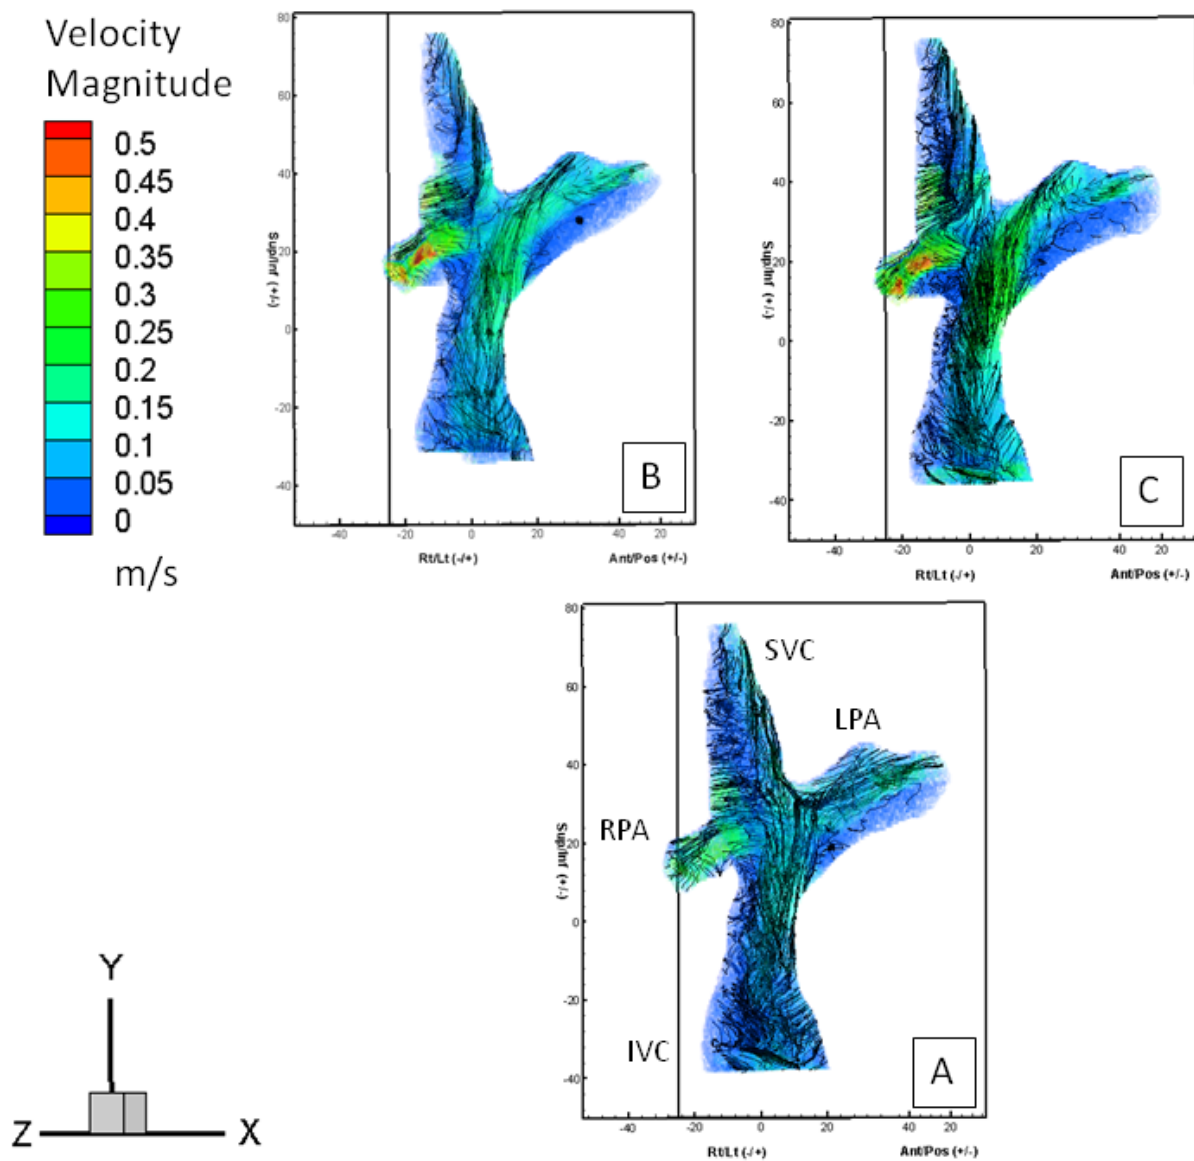 Velocity
Magnitude
0.5
0.45
0.4
0.35
0.3
0.25
0.2
0.15
0.1
0.05
0
m/s
80
60
40
20
0
-20
-40
Sup/Inf (+/-)
-40
0
20
40
20
Rt/Lt (-/+)
Ant/Pos (+/-)
B
80
60
40
20
0
-20
-40
Sup/Inf (+/-)
-40
-20
0
20
40
20
Rt/Lt (-/+)
Ant/Pos (+/-)
C
80
60
40
20
0
-20
-40
Sup/Inf (+/-)
SVC
LPA
RPA
IVC
-40
-20
0
20
40
20
Rt/Lt (-/+)
Ant/Pos (+/-)
A
Y
Z
X